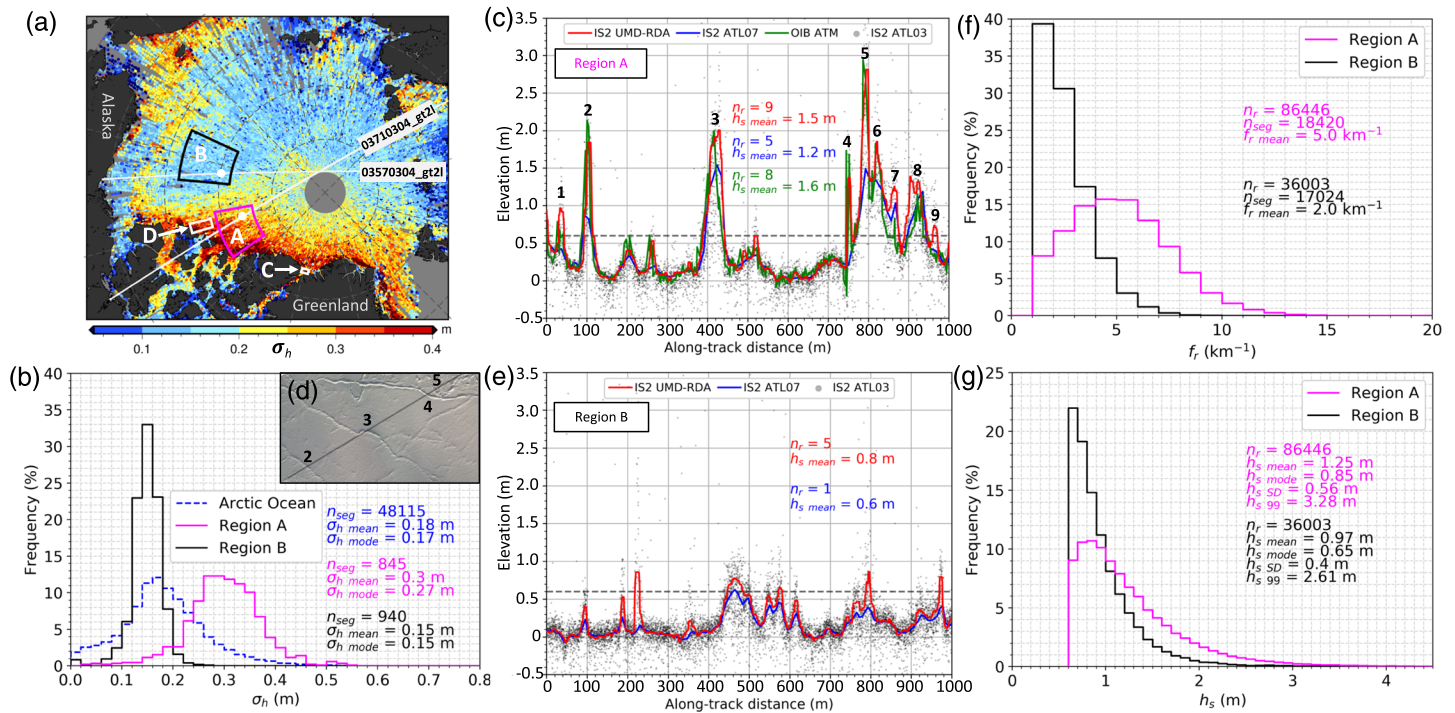 (a)
Alaska
B
A
D
C
Greenland
03710304_gt2l
03570304_gt2l
0.1 0.2 0.3 0.4 m
σh
(b)
40
35
30
25
20
15
10
5
0
Frequency (%)
0.0 0.1 0.2 0.3 0.4 0.5 0.6 0.7 0.8
σh (m)
Arctic Ocean
Region A
Region B
nseg = 48115
σh mean = 0.18 m
σh mode = 0.17 m
nseg = 845
σh mean = 0.3 m
σh mode = 0.27 m
nseg = 940
σh mean = 0.15 m
σh mode = 0.15 m
(d)
2
3
4
5
(c)
IS2 UMD-RDA IS2 ATL07 OIB ATM IS2 ATL03
Region A
nr = 9
hs mean = 1.5 m
nr = 5
hs mean = 1.2 m
nr = 8
hs mean = 1.6 m
1 2 3 4 5 6 7 8 9
3.5
3.0
2.5
2.0
1.5
1.0
0.5
0
-0.5
Elevation (m)
0 100 200 300 400 500 600 700 800 900 1000
Along-track distance (m)
(e)
IS2 UMD-RDA IS2 ATL07 IS2 ATL03
Region B
nr = 5
hs mean = 0.8 m
nr = 1
hs mean = 0.6 m
3.5
3.0
2.5
2.0
1.5
1.0
0.5
0
-0.5
Elevation (m)
0 100 200 300 400 500 600 700 800 900 1000
Along-track distance (m)
(f)
Region A
Region B
nr = 86446
nseg = 18420
fr mean = 5.0 km⁻¹
nr = 36003
nseg = 17024
fr mean = 2.0 km⁻¹
40
35
30
25
20
15
10
5
0
Frequency (%)
0 5 10 15 20
fr (km⁻¹)
(g)
Region A
Region B
nr = 86446
hs mean = 1.25 m
hs mode = 0.85 m
hs SD = 0.56 m
hs 99 = 3.28 m
nr = 36003
hs mean = 0.97 m
hs mode = 0.65 m
hs SD = 0.4 m
hs 99 = 2.61 m
25
20
15
10
5
0
Frequency (%)
0 1 2 3 4
hs (m)